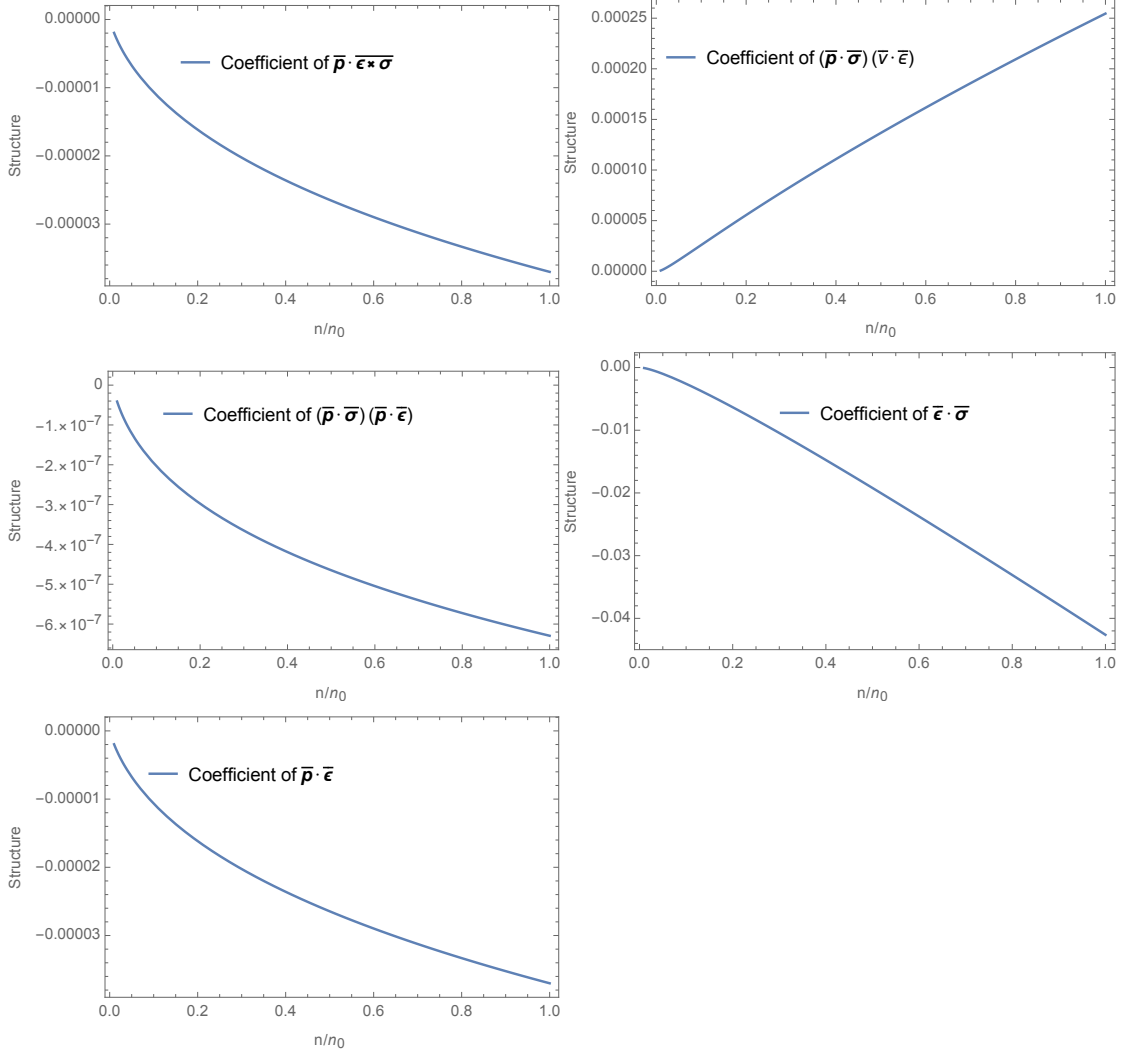 0.00000
−0.00001
−0.00002
−0.00003
Structure
Coefficient of p̅ · ϵ̅×̅σ̅
0.0 0.2 0.4 0.6 0.8 1.0
n/n₀
0.00025
0.00020
0.00015
0.00010
0.00005
0.00000
Structure
Coefficient of (p̅ · σ̅) (v̅ · ϵ̅)
0.0 0.2 0.4 0.6 0.8 1.0
n/n₀
0
−1.×10⁻⁷
−2.×10⁻⁷
−3.×10⁻⁷
−4.×10⁻⁷
−5.×10⁻⁷
−6.×10⁻⁷
Structure
Coefficient of (p̅ · σ̅) (p̅ · ϵ̅)
0.0 0.2 0.4 0.6 0.8 1.0
n/n₀
0.00
−0.01
−0.02
−0.03
−0.04
Structure
Coefficient of ϵ̅ · σ̅
0.0 0.2 0.4 0.6 0.8 1.0
n/n₀
0.00000
−0.00001
−0.00002
−0.00003
Structure
Coefficient of p̅ · ϵ̅
0.0 0.2 0.4 0.6 0.8 1.0
n/n₀